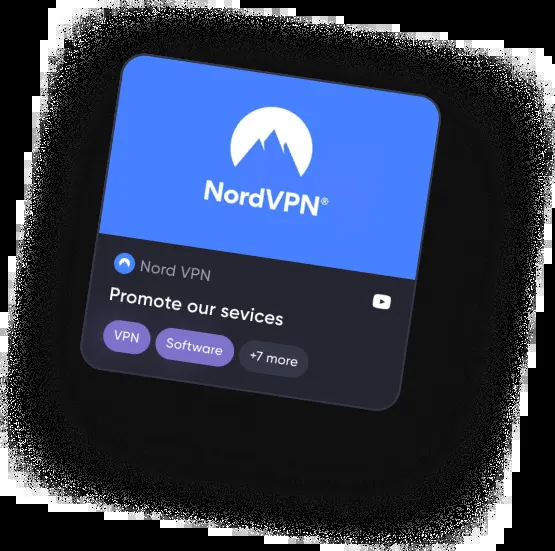 NordVPN®
Nord VPN
Promote our sevices
VPN
Software
+7 more